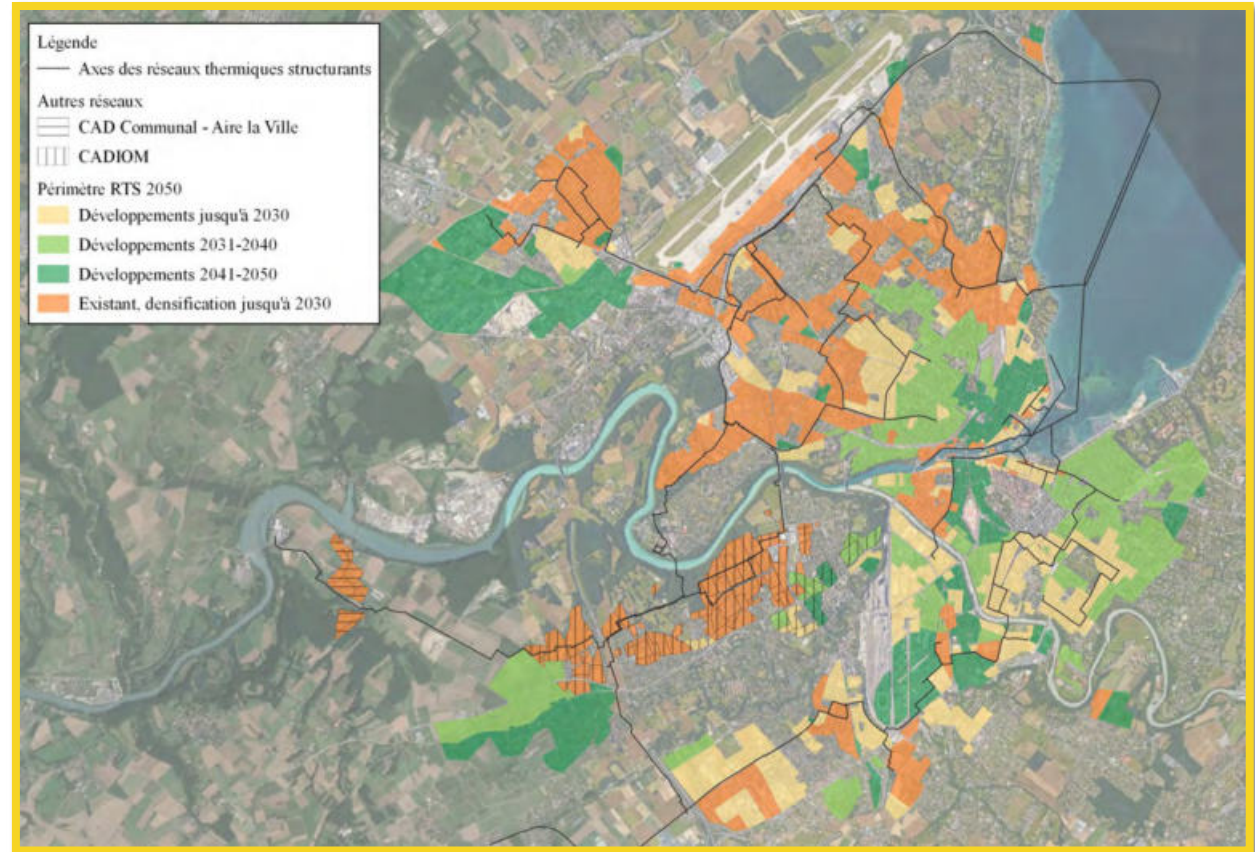 Légende
Axes des réseaux thermiques structurants
Autres réseaux
CAD Communal - Aire la Ville
CADIOM
Périmètre RTS 2050
Développements jusqu'à 2030
Développements 2031-2040
Développements 2041-2050
Existant, densification jusqu'à 2030